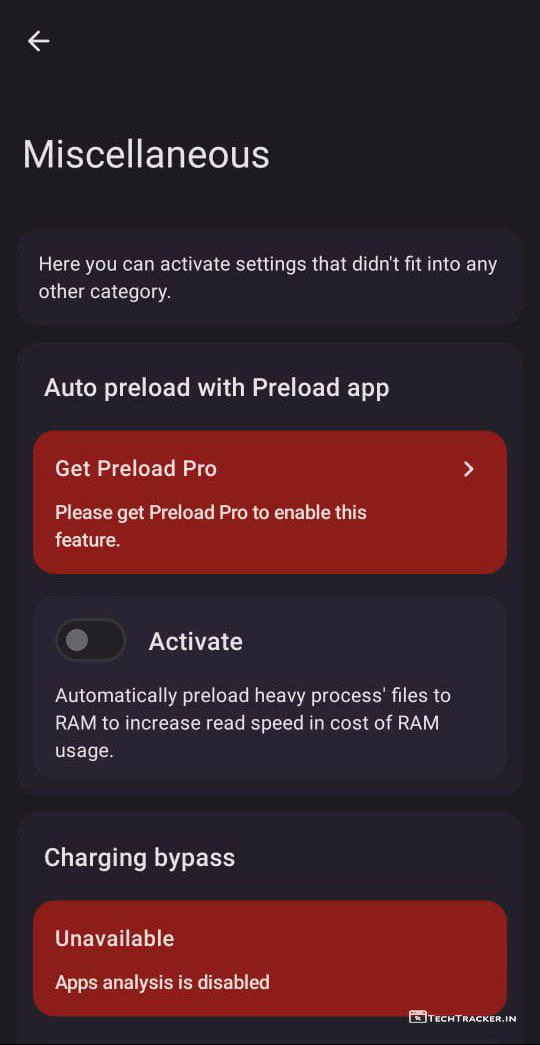 Miscellaneous
Here you can activate settings that didn't fit into any
other category.
Auto preload with Preload app
Get Preload Pro
Please get Preload Pro to enable this
feature.
Activate
Automatically preload heavy process' files to
RAM to increase read speed in cost of RAM
usage.
Charging bypass
Unavailable
Apps analysis is disabled
TECHTRACKER.IN